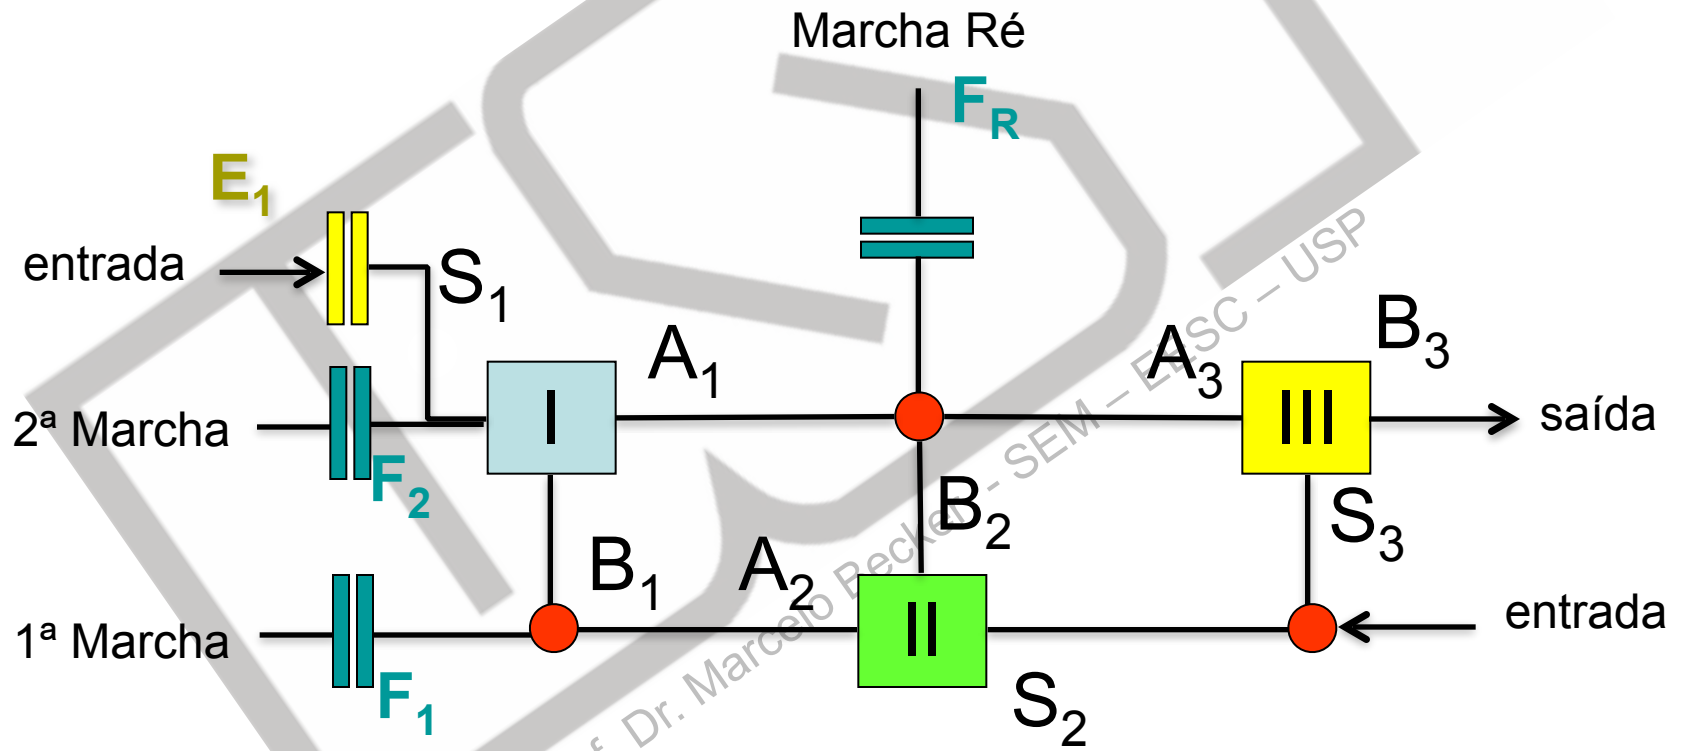 Marcha Ré
F_R
E_1
entrada
S_1
A_1
A_3
B_3
I
III
saída
2ª Marcha
F_2
B_2
S_3
B_1
A_2
II
entrada
1ª Marcha
F_1
S_2
Dr. Marcelo Becker - SEM – EESC – USP